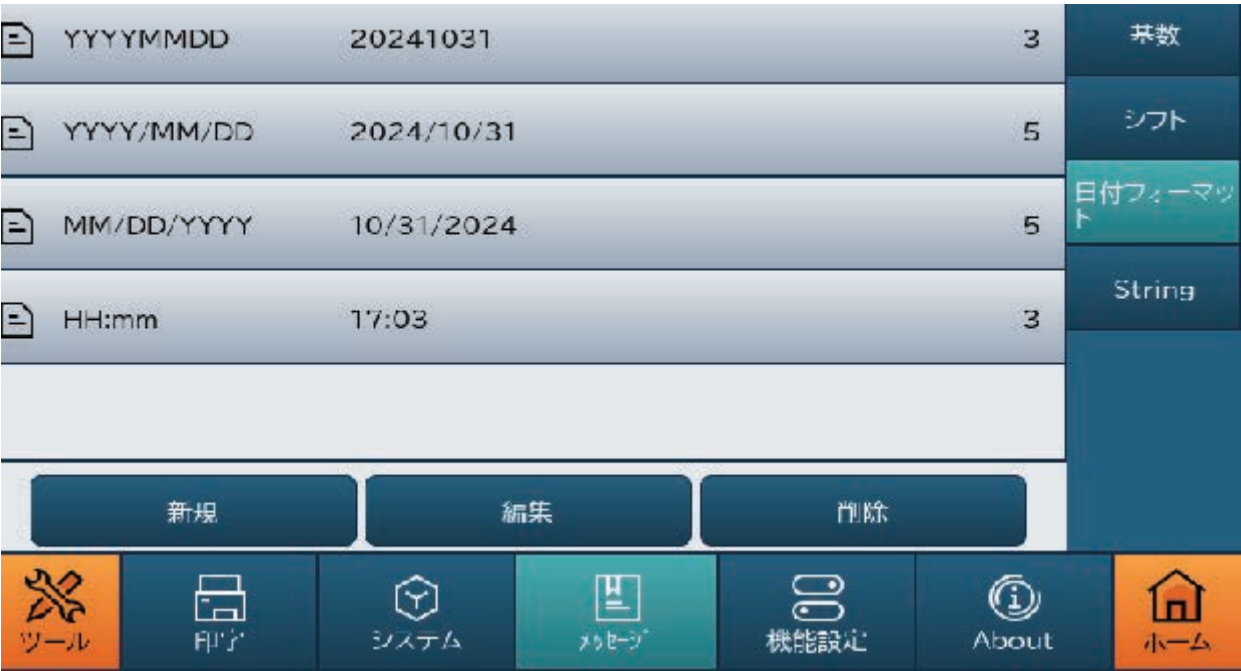 YYYYMMDD 20241031 3
YYYY/MM/DD 2024/10/31 5
MM/DD/YYYY 10/31/2024 5
HH:mm 17:03 3
基数
シフト
日付フォーマッ
ト
String
新規 編集 削除
ツール 印字 システム メッセージ 機能設定 About ホーム